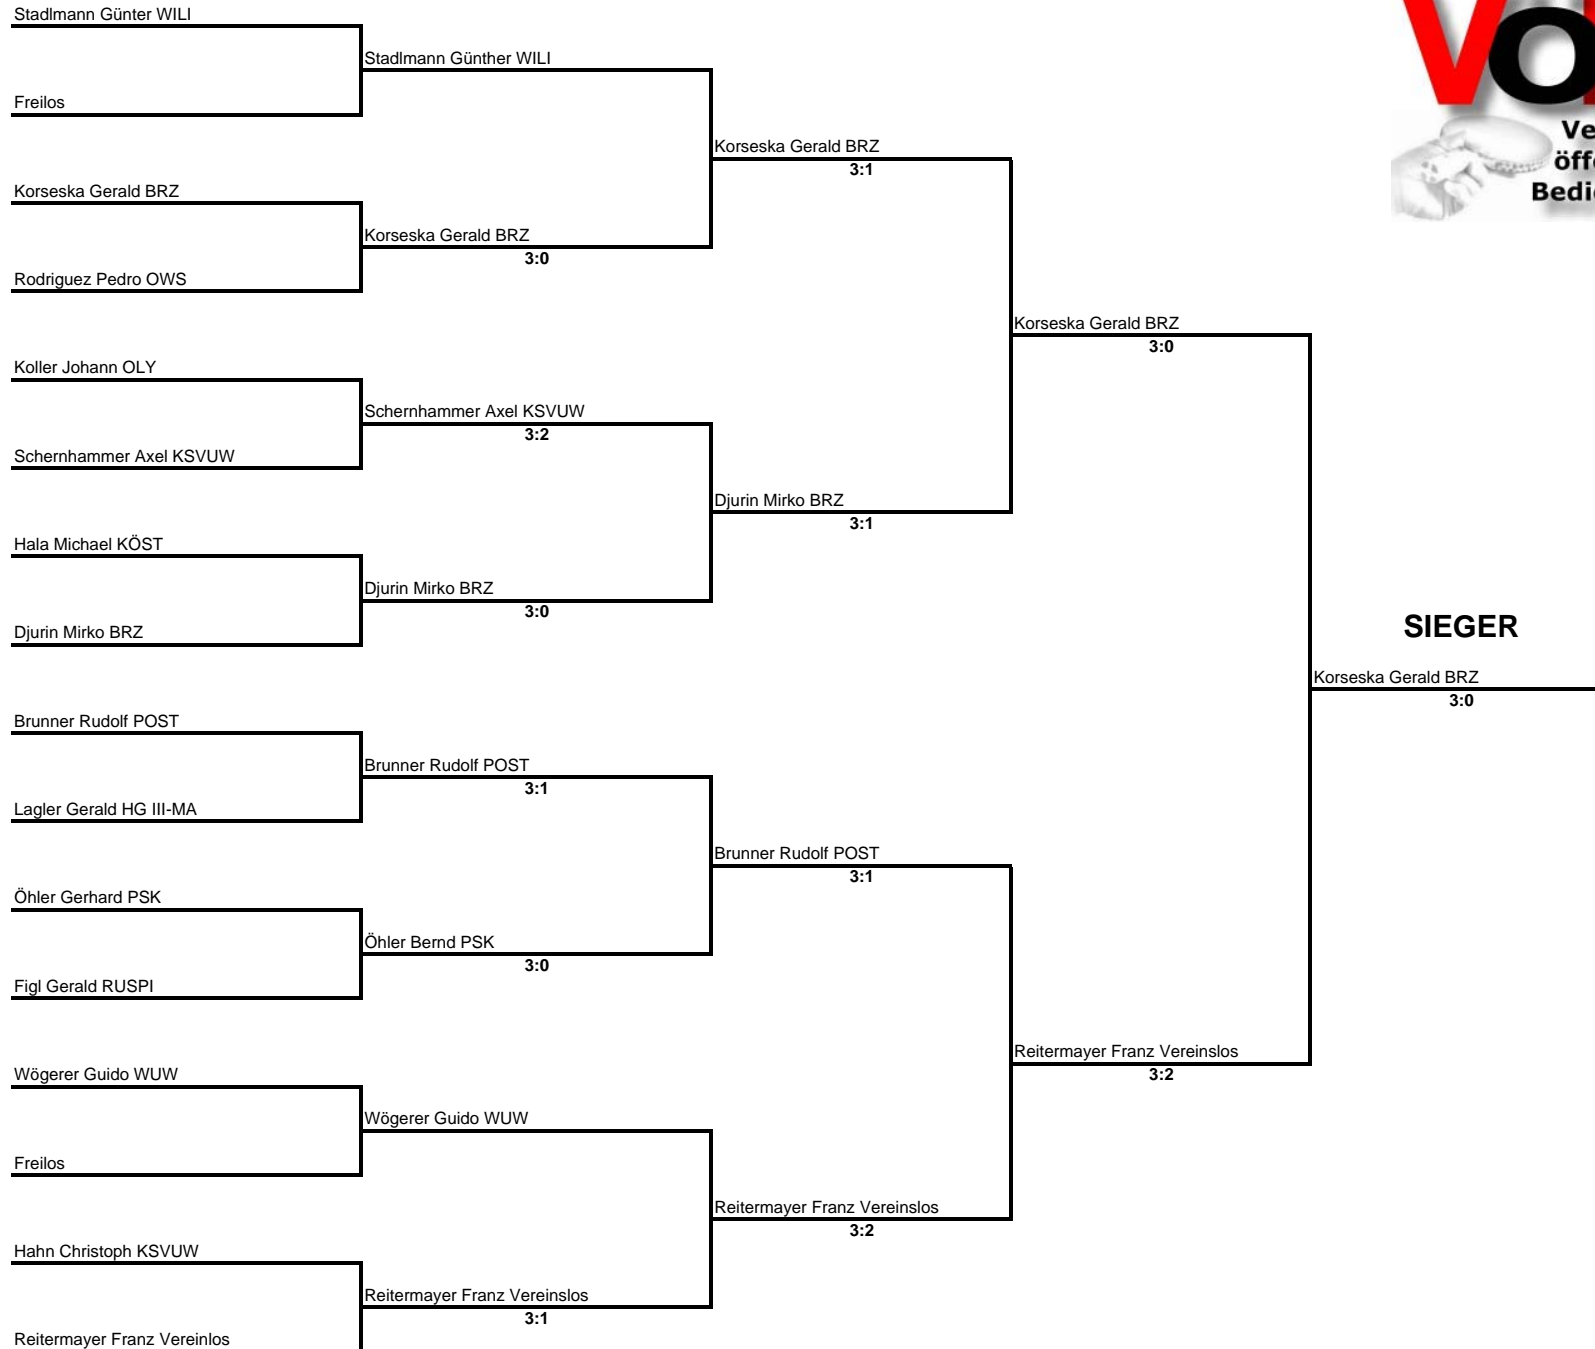 Stadlmann Günter WILI
Stadlmann Günther WILI
Freilos
Korseska Gerald BRZ
3:1
Korseska Gerald BRZ
Korseska Gerald BRZ
3:0
Rodriguez Pedro OWS
Korseska Gerald BRZ
3:0
Koller Johann OLY
Schernhammer Axel KSVUW
3:2
Schernhammer Axel KSVUW
Djurin Mirko BRZ
3:1
Hala Michael KÖST
Djurin Mirko BRZ
3:0
Djurin Mirko BRZ
SIEGER
Korseska Gerald BRZ
3:0
Brunner Rudolf POST
Brunner Rudolf POST
3:1
Lagler Gerald HG III-MA
Brunner Rudolf POST
3:1
Öhler Gerhard PSK
Öhler Bernd PSK
3:0
Figl Gerald RUSPI
Reitermayer Franz Vereinslos
3:2
Wögerer Guido WUW
Wögerer Guido WUW
Freilos
Reitermayer Franz Vereinslos
3:2
Hahn Christoph KSVUW
Reitermayer Franz Vereinslos
3:1
Reitermayer Franz Vereinlos